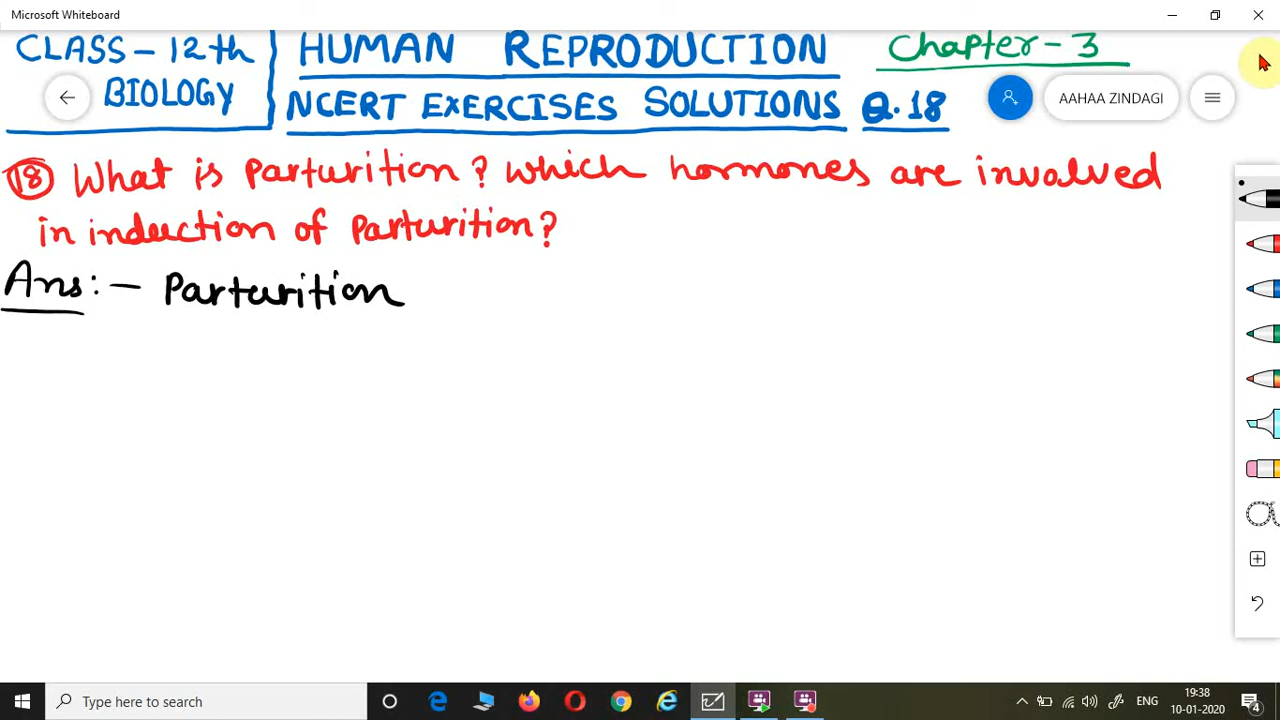 Microsoft Whiteboard
CLASS - 12th
BIOLOGY
HUMAN REPRODUCTION
Chapter - 3
NCERT EXERCISES SOLUTIONS Q.18
AAHAA ZINDAGI
18 What is Parturition? which hormones are involved
in induction of Parturition?
Ans:- Parturition
Type here to search
ENG
19:38
10-01-2020
4